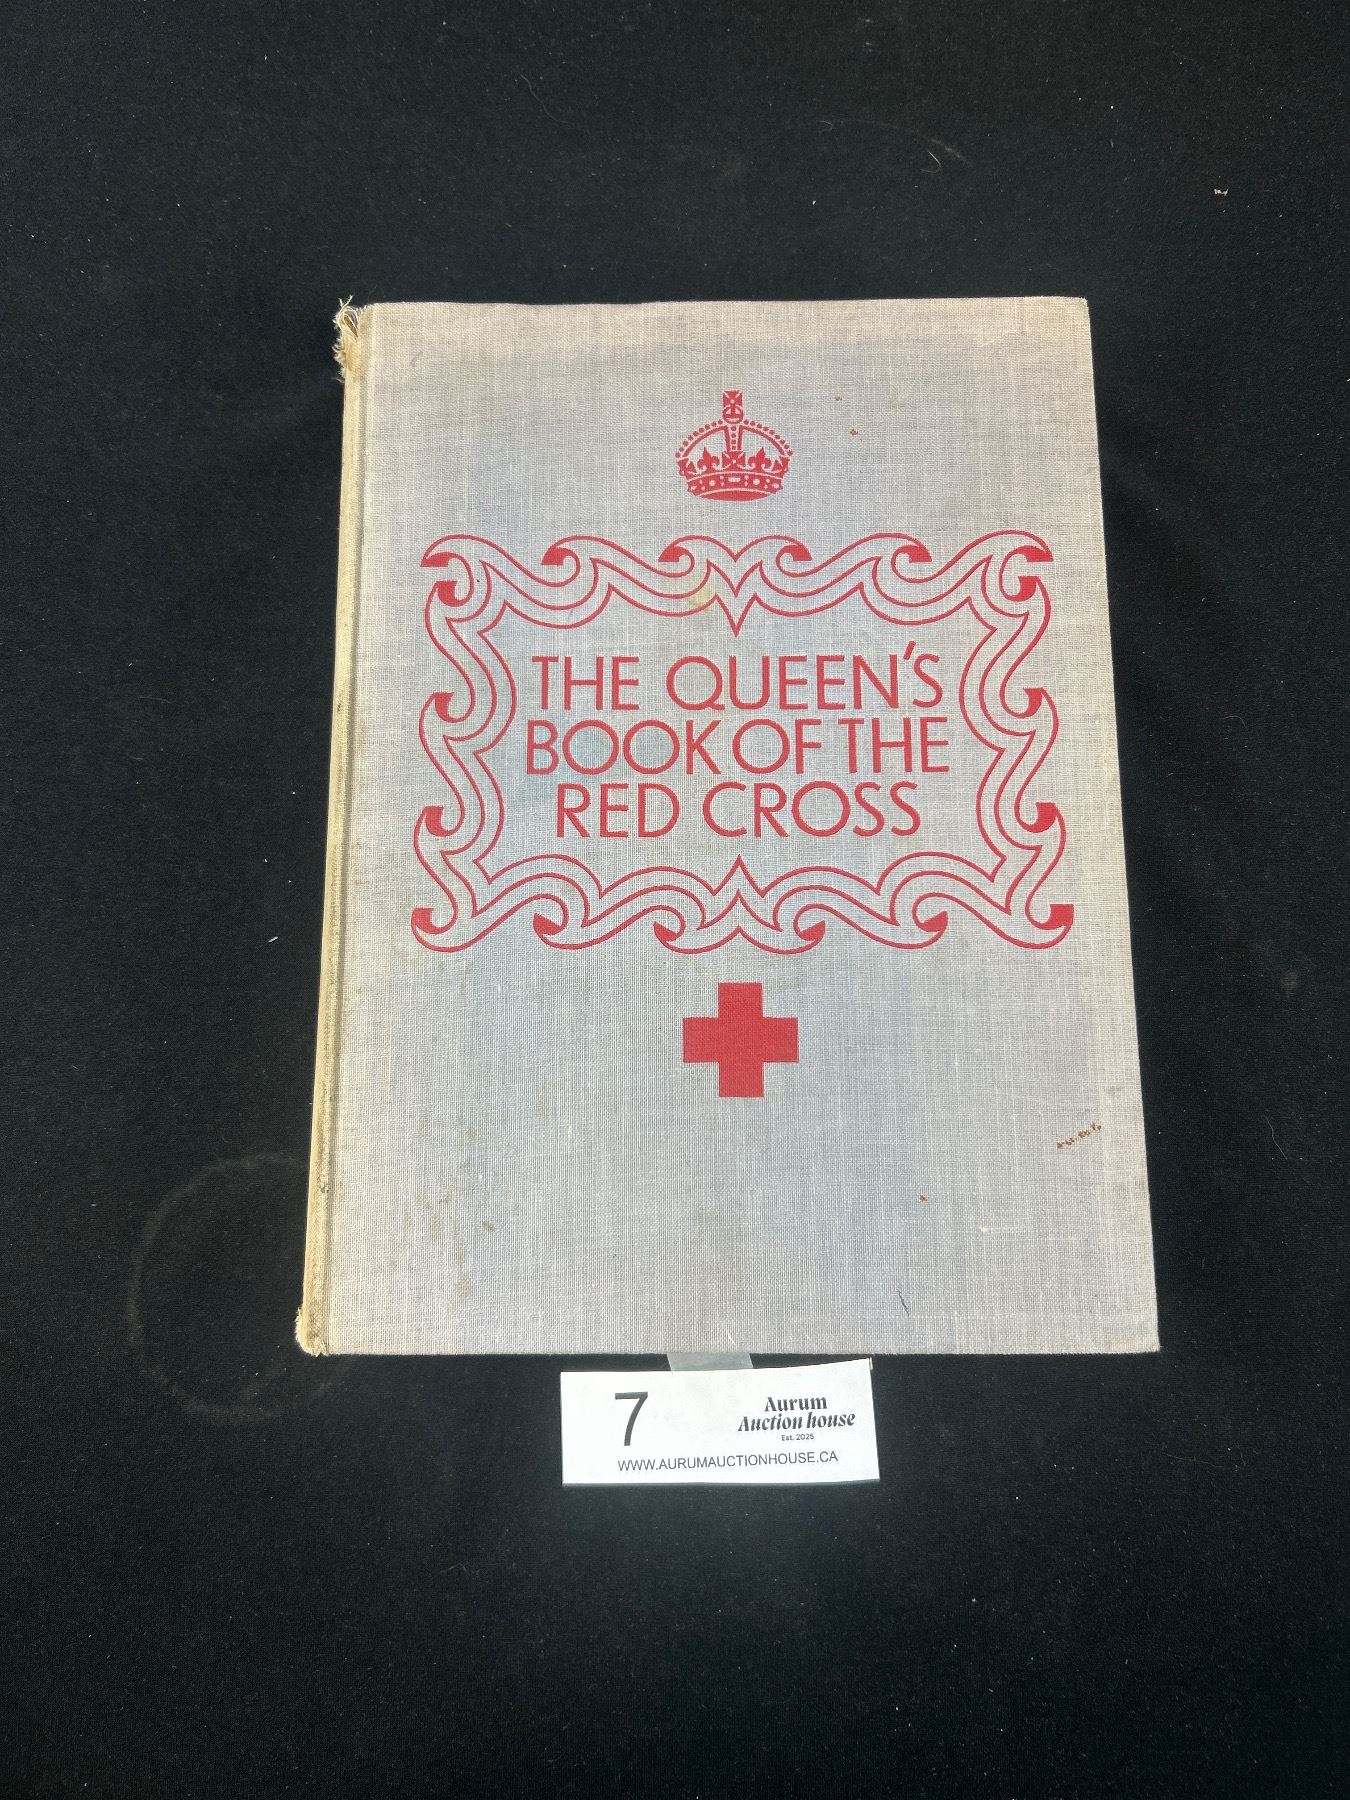 THE QUEEN'S
BOOK OF THE
RED CROSS
7
Aurum
Auction house
Est. 2025
WWW.AURUMAUCTIONHOUSE.CA